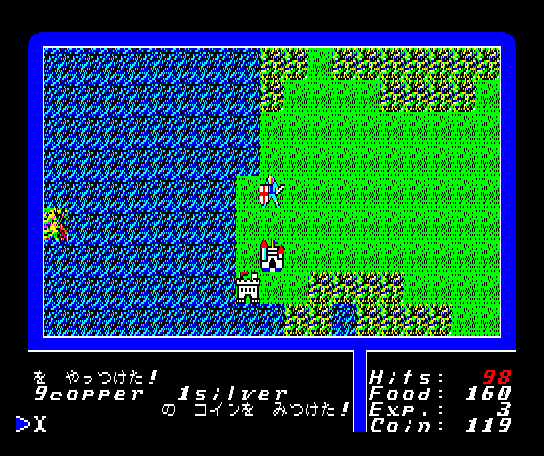 を やっつけた!
9copper 1silver
の コインを みつけた!
X
Hits: 98
Food: 160
Exp.: 3
Coin: 119